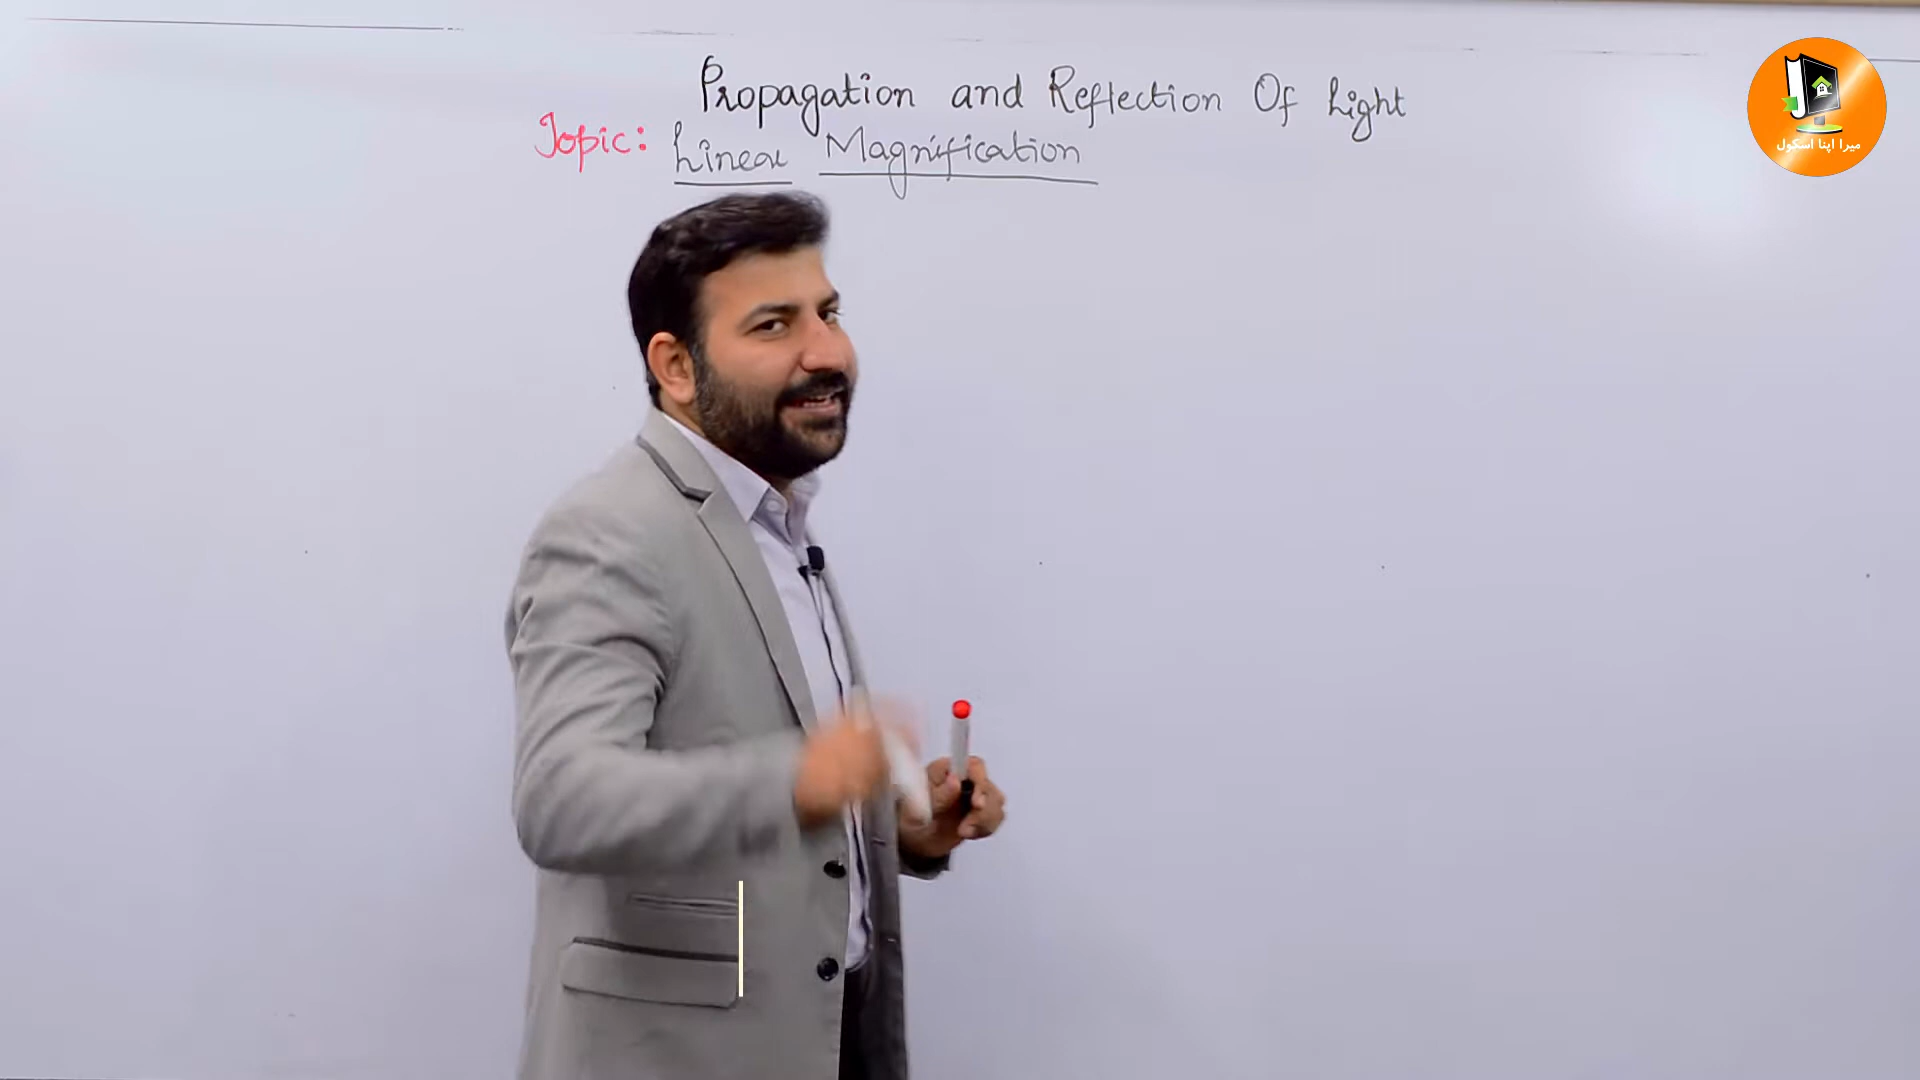 Propagation and Reflection Of Light
Topic: Linear Magnification
میرا اپنا اسکول